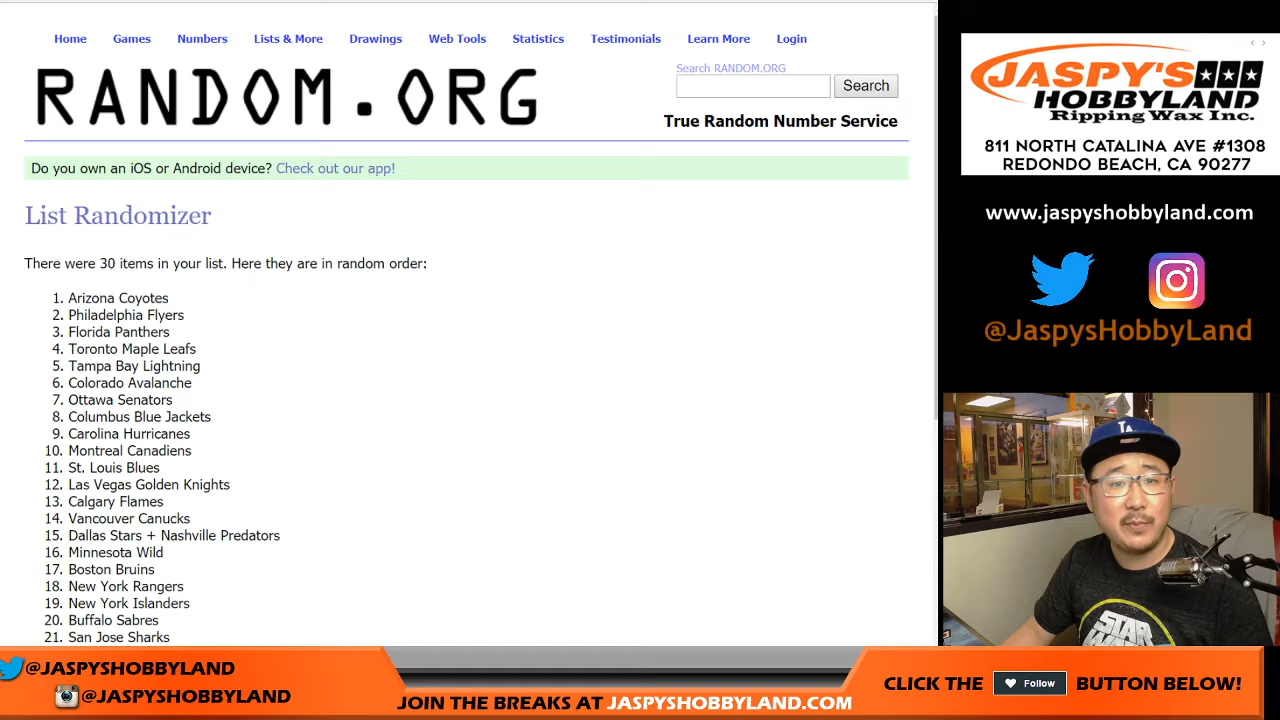 Home Games Numbers Lists & More Drawings Web Tools Statistics Testimonials Learn More Login
RANDOM.ORG
Search RANDOM.ORG
Search
True Random Number Service
Do you own an iOS or Android device? Check out our app!
List Randomizer
There were 30 items in your list. Here they are in random order:
1. Arizona Coyotes
2. Philadelphia Flyers
3. Florida Panthers
4. Toronto Maple Leafs
5. Tampa Bay Lightning
6. Colorado Avalanche
7. Ottawa Senators
8. Columbus Blue Jackets
9. Carolina Hurricanes
10. Montreal Canadiens
11. St. Louis Blues
12. Las Vegas Golden Knights
13. Calgary Flames
14. Vancouver Canucks
15. Dallas Stars + Nashville Predators
16. Minnesota Wild
17. Boston Bruins
18. New York Rangers
19. New York Islanders
20. Buffalo Sabres
21. San Jose Sharks
JASPY'S
HOBBYLAND
Ripping Wax Inc.
811 NORTH CATALINA AVE #1308
REDONDO BEACH, CA 90277
www.jaspyshobbyland.com
@JaspysHobbyLand
LA
STAR
@JASPYSHOBBYLAND
@JASPYSHOBBYLAND
JOIN THE BREAKS AT JASPYSHOBBYLAND.COM
CLICK THE Follow BUTTON BELOW!